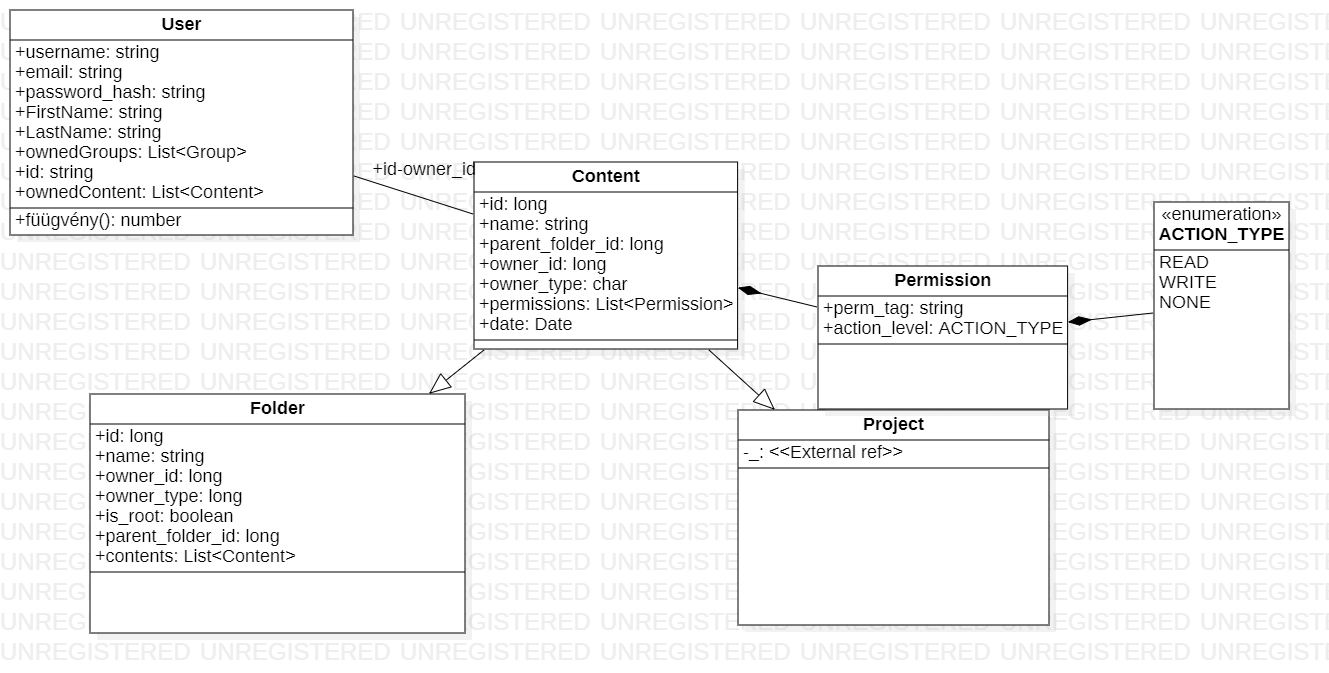 User
+username: string
+email: string
+password_hash: string
+FirstName: string
+LastName: string
+ownedGroups: List<Group>
+id: string
+ownedContent: List<Content>
+füügvény(): number
+id-owner_id
Content
+id: long
+name: string
+parent_folder_id: long
+owner_id: long
+owner_type: char
+permissions: List<Permission>
+date: Date
Permission
+perm_tag: string
+action_level: ACTION_TYPE
«enumeration»
ACTION_TYPE
READ
WRITE
NONE
Folder
+id: long
+name: string
+owner_id: long
+owner_type: long
+is_root: boolean
+parent_folder_id: long
+contents: List<Content>
Project
-_: <<External ref>>
UNREGISTERED UNREGISTERED UNREGISTERED UNREGISTERED UNREGISTERED UNREGISTERED